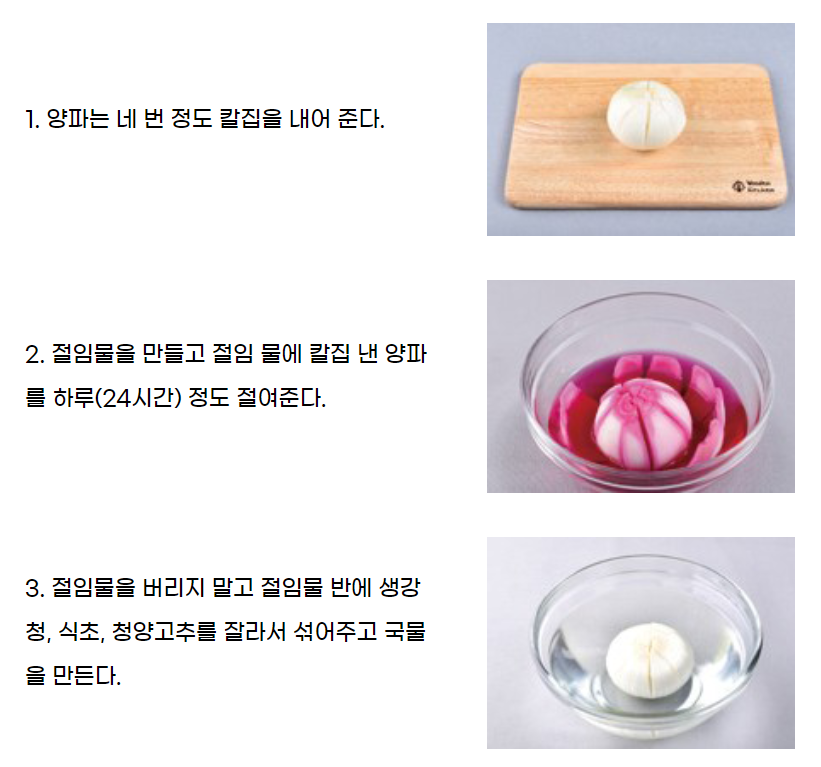 1. 양파는 네 번 정도 칼집을 내어 준다.
2. 절임물을 만들고 절임 물에 칼집 낸 양파
를 하루(24시간) 정도 절여준다.
3. 절임물을 버리지 말고 절임물 반에 생강
청, 식초, 청양고추를 잘라서 섞어주고 국물
을 만든다.